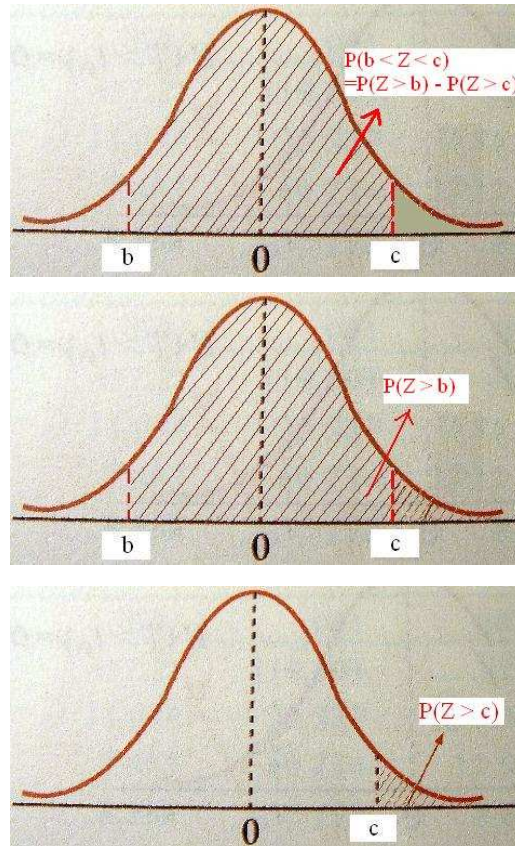 P(b < Z < c)
=P(Z > b) - P(Z > c)
b
0
c
P(Z > b)
b
0
c
P(Z > c)
0
c